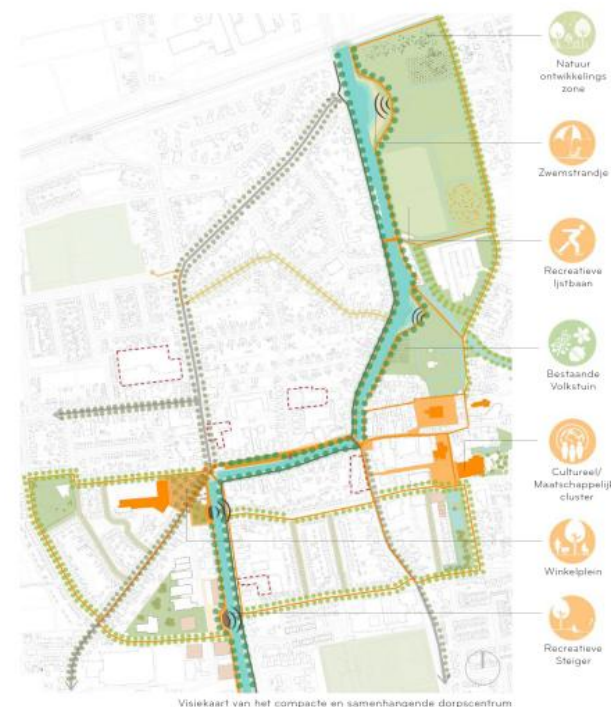 Natuur
ontwikkelings
zone
Zwemstrandje
Recreatieve
Ijstbaan
Bestaande
Volkstuin
Cultureel/
Maatschappelijk
cluster
Winkelplein
Recreatieve
Steiger
Visiekaart van het compacte en samenhangende dorpscentrum